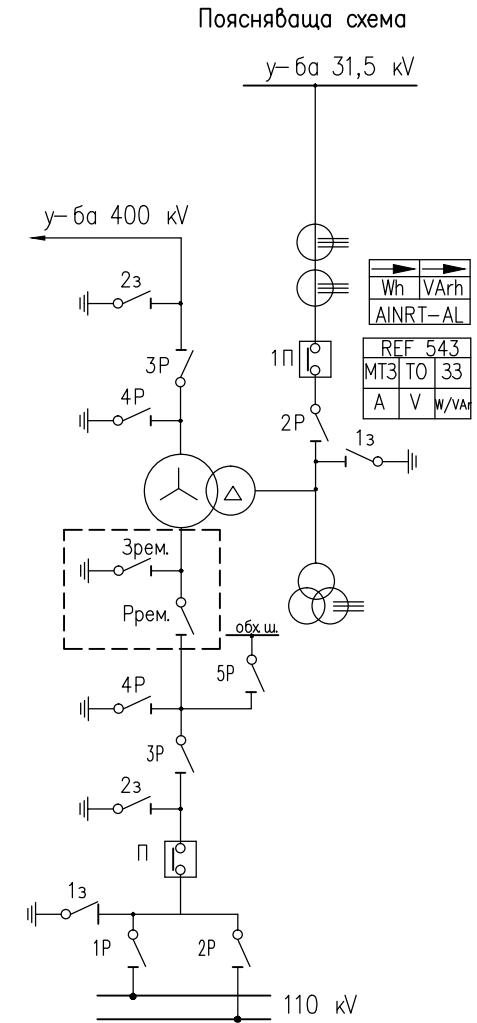 Поясняваща схема
у-ба 31,5 kV
у-ба 400 kV
2з
Wh VArh
AINRT-AL
REF 543
МТЗ ТО ЗЗ
A V W/VAr
1П
3Р
4Р
2Р
1з
Зрем.
Ррем.
обх.ш.
5Р
4Р
3Р
2з
П
1з
1Р 2Р
110 kV